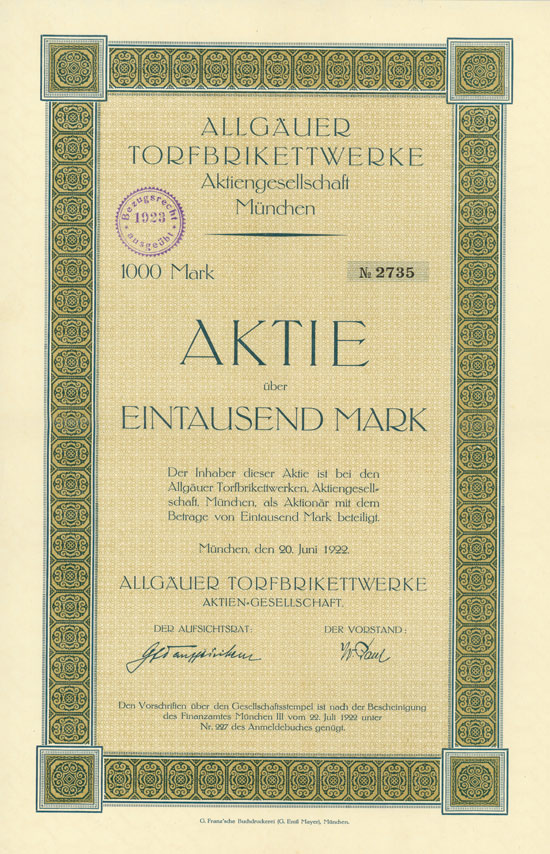 ALLGÄUER
TORFBRIKETTWERKE
Aktiengesellschaft
München
Bezugsrecht
1923
ausgeübt
1000 Mark
№ 2735
AKTIE
über
EINTAUSEND MARK
Der Inhaber dieser Aktie ist bei den
Allgäuer Torfbrikettwerken, Aktiengesell=
schaft, München, als Aktionär mit dem
Betrage von Eintausend Mark beteiligt.
München, den 20. Juni 1922.
ALLGÄUER TORFBRIKETTWERKE
AKTIEN=GESELLSCHAFT.
DER AUFSICHTSRAT:
DER VORSTAND:
Den Vorschriften über den Gesellschaftsstempel ist nach der Bescheinigung
des Finanzamtes München III vom 22. Juli 1922 unter
Nr. 227 des Anmeldebuches genügt.
G. Franz'sche Buchdruckerei (G. Emil Mayer), München.